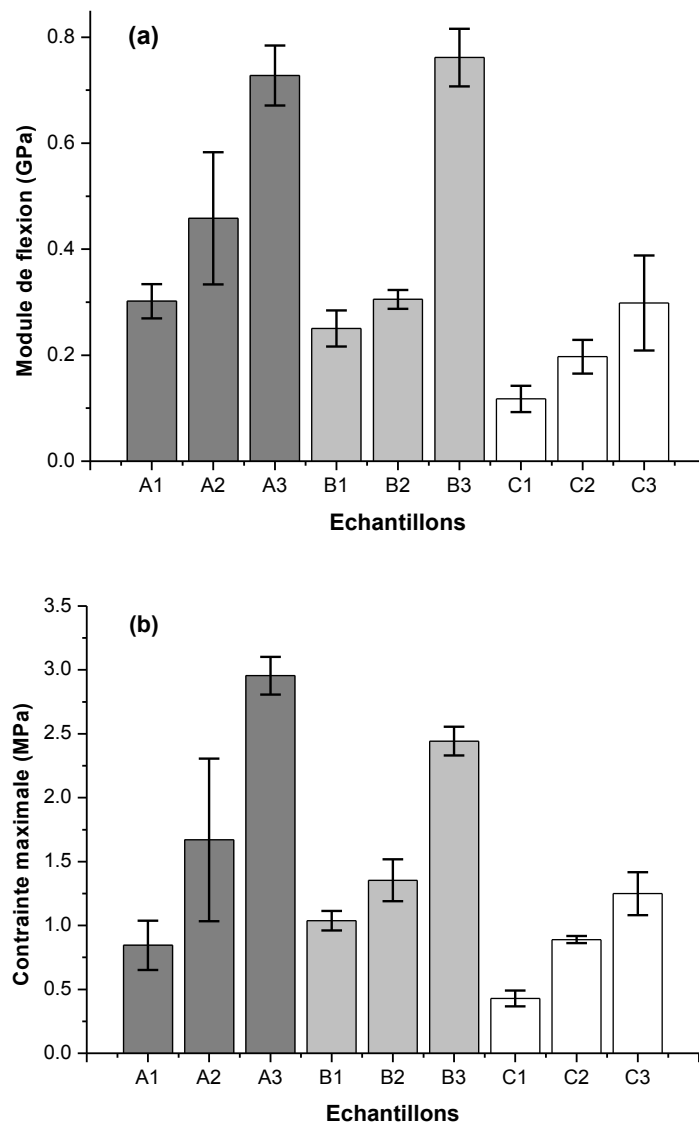 (a)
Module de flexion (GPa)
0.8
0.6
0.4
0.2
0.0
A1 A2 A3 B1 B2 B3 C1 C2 C3
Echantillons
(b)
Contrainte maximale (MPa)
3.5
3.0
2.5
2.0
1.5
1.0
0.5
0.0
A1 A2 A3 B1 B2 B3 C1 C2 C3
Echantillons